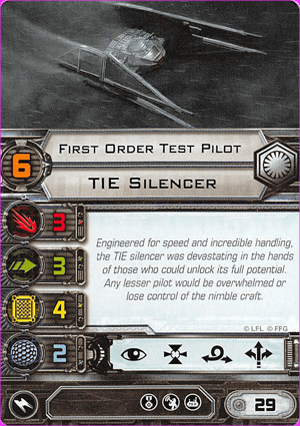 First Order Test Pilot
6
TIE Silencer
3
3
4
2
Engineered for speed and incredible handling,
the TIE silencer was devastating in the hands
of those who could unlock its full potential.
Any lesser pilot would be overwhelmed or
lose control of the nimble craft.
© LFL © FFG
29